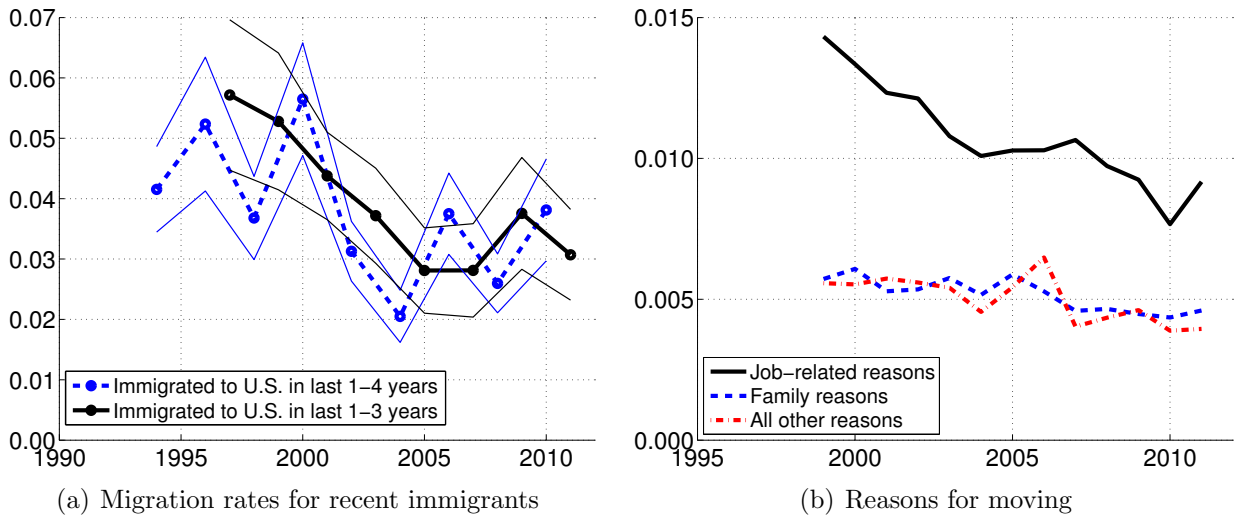 0.07
0.06
0.05
0.04
0.03
0.02
0.01
0.00
1990 1995 2000 2005 2010
Immigrated to U.S. in last 1−4 years
Immigrated to U.S. in last 1−3 years
(a) Migration rates for recent immigrants
0.015
0.010
0.005
0.000
1995 2000 2005 2010
Job−related reasons
Family reasons
All other reasons
(b) Reasons for moving